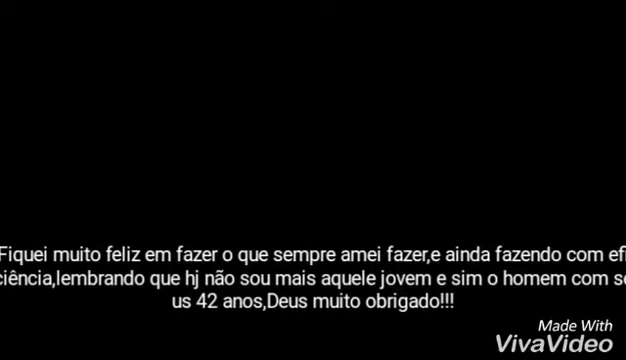 Fiquei muito feliz em fazer o que sempre amei fazer,e ainda fazendo com efi
ciência,lembrando que hj não sou mais aquele jovem e sim o homem com se
us 42 anos,Deus muito obrigado!!!
Made With
VivaVideo